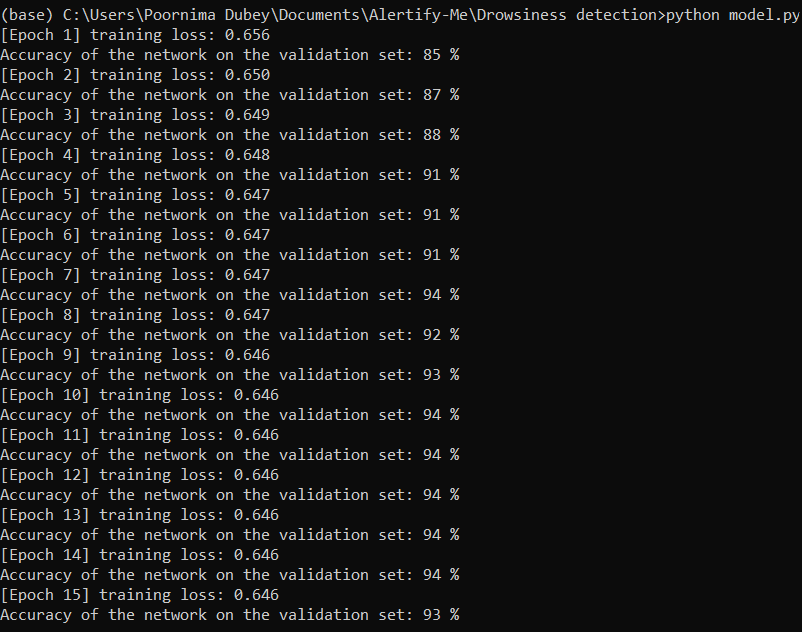 (base) C:\Users\Poornima Dubey\Documents\Alertify-Me\Drowsiness detection>python model.py
[Epoch 1] training loss: 0.656
Accuracy of the network on the validation set: 85 %
[Epoch 2] training loss: 0.650
Accuracy of the network on the validation set: 87 %
[Epoch 3] training loss: 0.649
Accuracy of the network on the validation set: 88 %
[Epoch 4] training loss: 0.648
Accuracy of the network on the validation set: 91 %
[Epoch 5] training loss: 0.647
Accuracy of the network on the validation set: 91 %
[Epoch 6] training loss: 0.647
Accuracy of the network on the validation set: 91 %
[Epoch 7] training loss: 0.647
Accuracy of the network on the validation set: 94 %
[Epoch 8] training loss: 0.647
Accuracy of the network on the validation set: 92 %
[Epoch 9] training loss: 0.646
Accuracy of the network on the validation set: 93 %
[Epoch 10] training loss: 0.646
Accuracy of the network on the validation set: 94 %
[Epoch 11] training loss: 0.646
Accuracy of the network on the validation set: 94 %
[Epoch 12] training loss: 0.646
Accuracy of the network on the validation set: 94 %
[Epoch 13] training loss: 0.646
Accuracy of the network on the validation set: 94 %
[Epoch 14] training loss: 0.646
Accuracy of the network on the validation set: 94 %
[Epoch 15] training loss: 0.646
Accuracy of the network on the validation set: 93 %